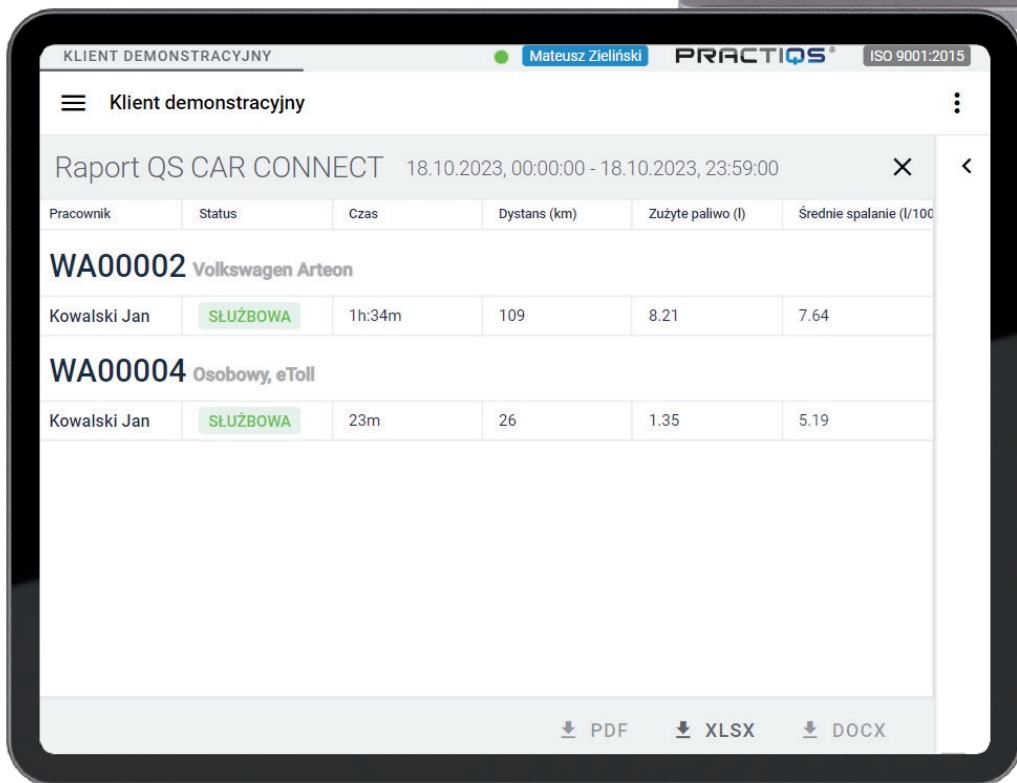 KLIENT DEMONSTRACYJNY Mateusz Zieliński PRACTIQS® ISO 9001:2015
Klient demonstracyjny
Raport QS CAR CONNECT 18.10.2023, 00:00:00 - 18.10.2023, 23:59:00
Pracownik Status Czas Dystans (km) Zużyte paliwo (l) Średnie spalanie (l/100
WA00002 Volkswagen Arteon
Kowalski Jan SŁUŻBOWA 1h:34m 109 8.21 7.64
WA00004 Osobowy, eToll
Kowalski Jan SŁUŻBOWA 23m 26 1.35 5.19
PDF XLSX DOCX